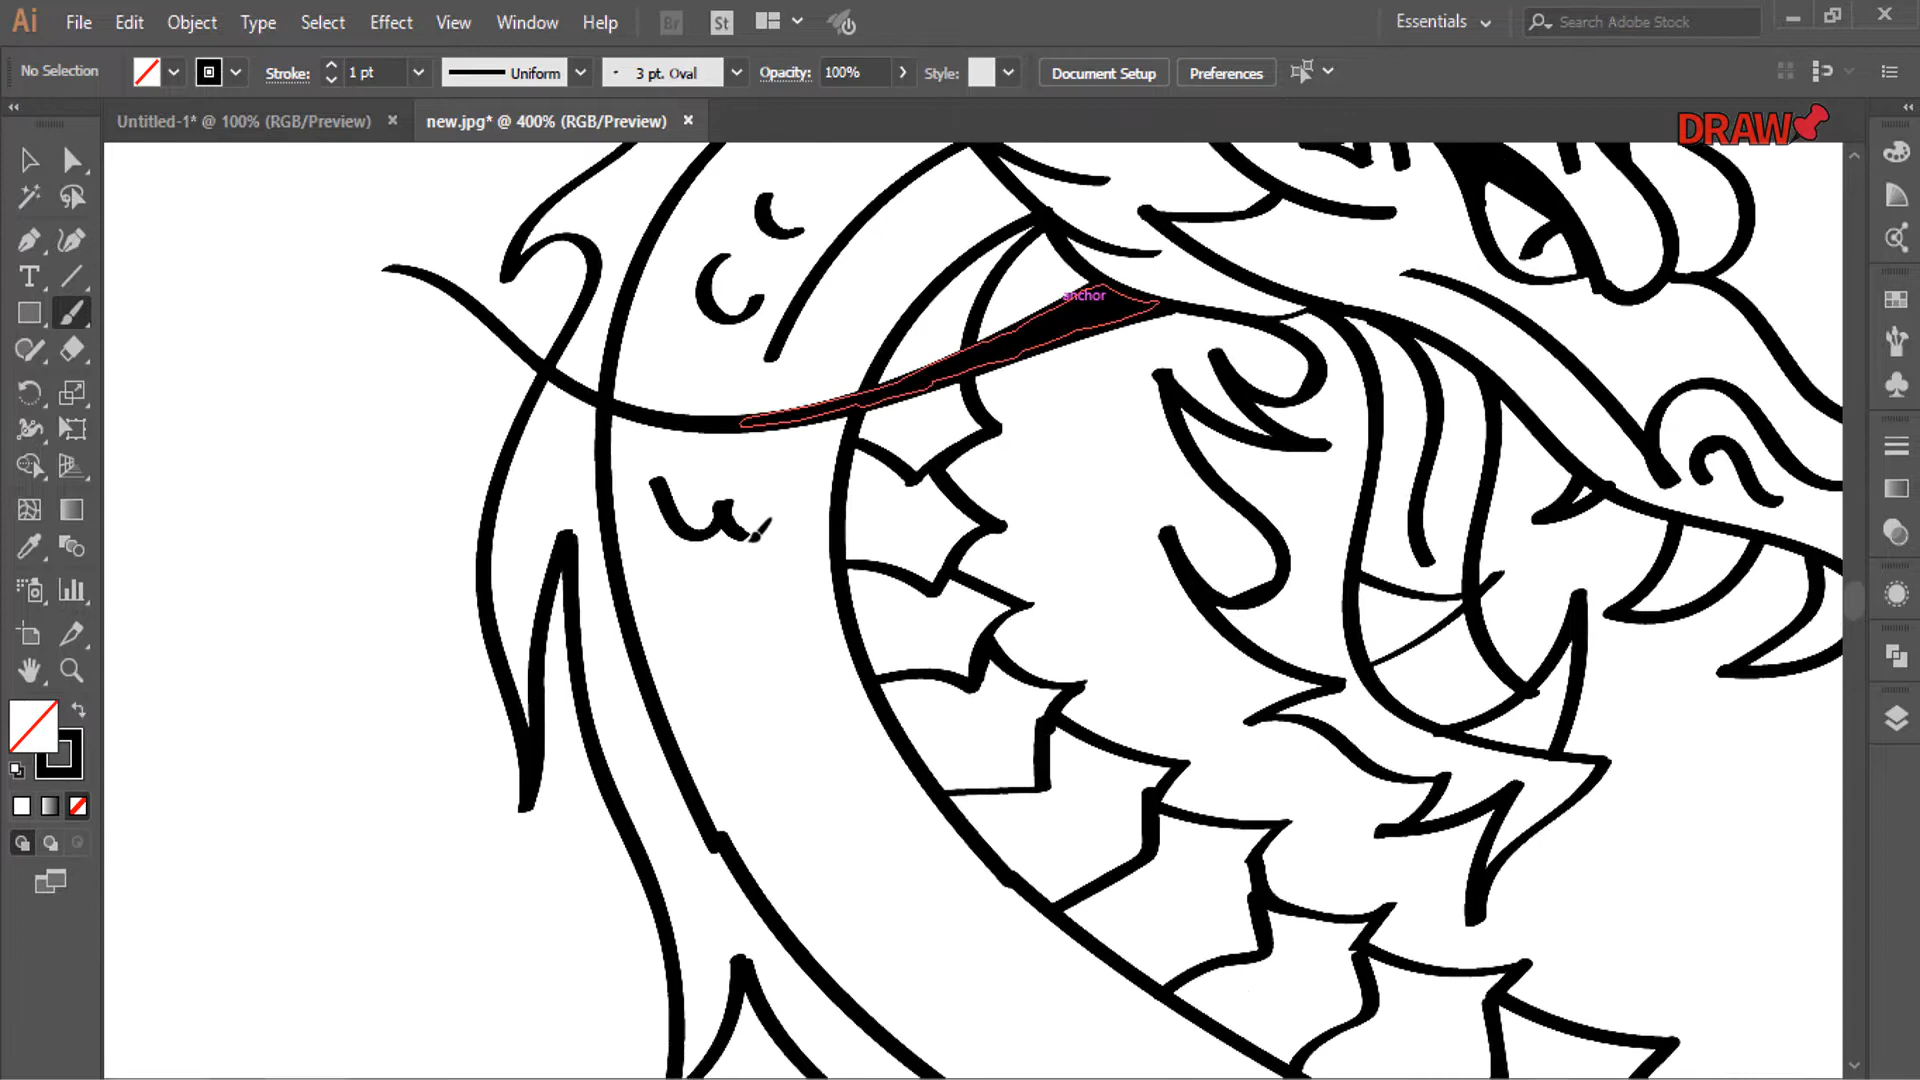 Ai File Edit Object Type Select Effect View Window Help Br St Essentials Search Adobe Stock
No Selection Stroke: 1 pt Uniform 3 pt. Oval Opacity: 100% Style: Document Setup Preferences
Untitled-1* @ 100% (RGB/Preview) new.jpg* @ 400% (RGB/Preview)
DRAW
anchor